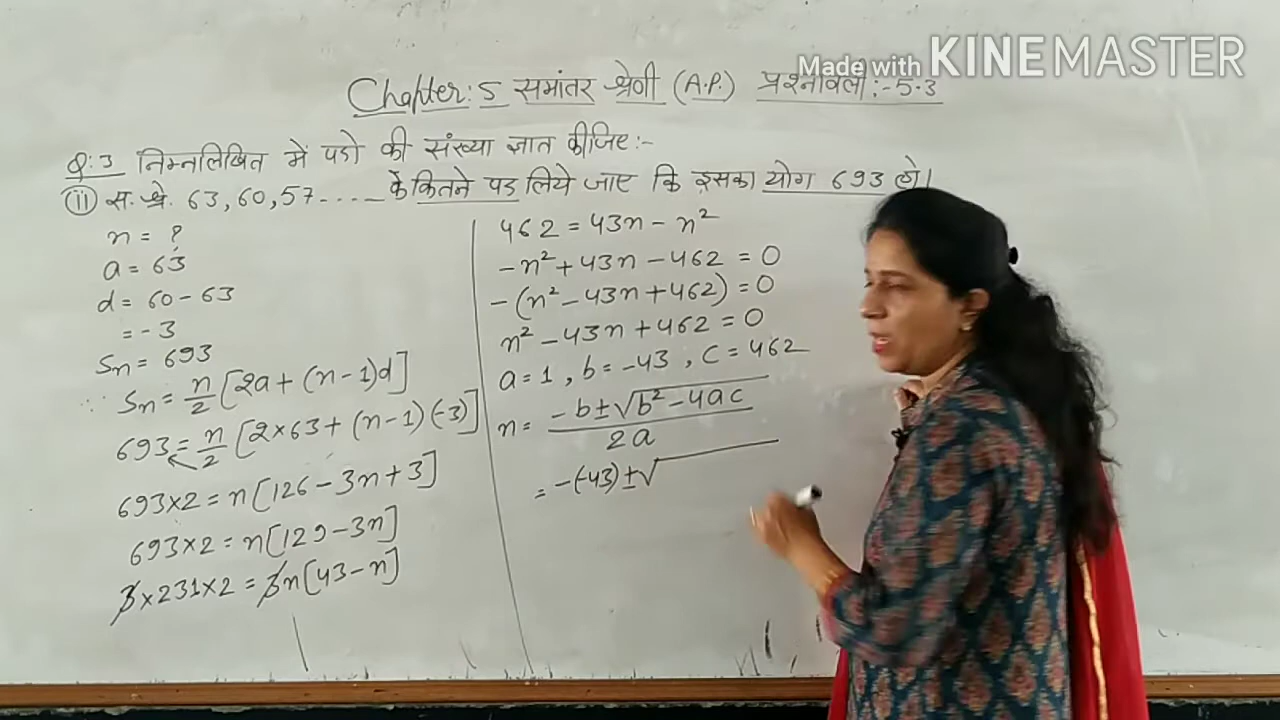 Made with KINEMASTER
Chapter: 5 समांतर श्रेणी (A.P.) प्रश्नावली:-5.3
Q:3 निम्नलिखित में पदो की संख्या ज्ञात कीजिए:-
(ii) स. श्रे. 63, 60, 57 ..... के कितने पद लिये जाए कि इसका योग 693 हो।
n = ?
a = 63
d = 60 - 63
= -3
Sn = 693
∴ Sn = n/2 [2a + (n-1)d]
693 = n/2 [2×63 + (n-1)(-3)]
693×2 = n[126 - 3n + 3]
693×2 = n[129 - 3n]
3×231×2 = 3n[43 - n]
462 = 43n - n²
-n² + 43n - 462 = 0
-(n² - 43n + 462) = 0
n² - 43n + 462 = 0
a = 1, b = -43, c = 462
n = -b ± √b² - 4ac / 2a
= -(-43) ± √